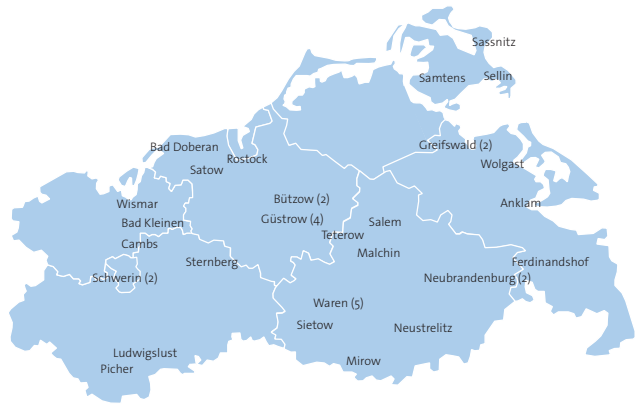 Sassnitz
Samtens
Sellin
Bad Doberan
Greifswald (2)
Rostock
Wolgast
Satow
Bützow (2)
Wismar
Anklam
Güstrow (4)
Bad Kleinen
Salem
Teterow
Cambs
Malchin
Sternberg
Ferdinandshof
Schwerin (2)
Neubrandenburg (2)
Waren (5)
Sietow
Neustrelitz
Ludwigslust
Mirow
Picher